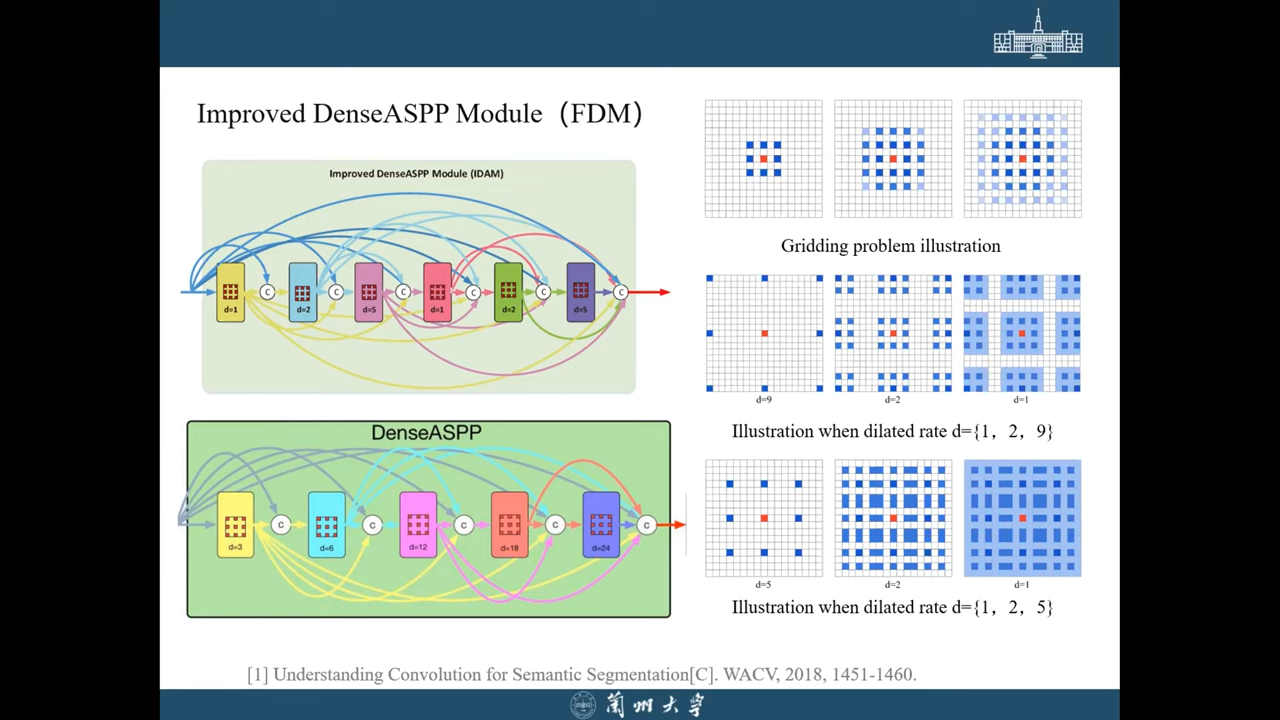 Improved DenseASPP Module（FDM）
Improved DenseASPP Module (IDAM)
d=1
C
d=2
C
d=5
C
d=1
C
d=2
C
d=5
C
DenseASPP
d=3
C
d=6
C
d=12
C
d=18
C
d=24
C
Gridding problem illustration
d=9
d=2
d=1
Illustration when dilated rate d={1，2，9}
d=5
d=2
d=1
Illustration when dilated rate d={1，2，5}
[1] Understanding Convolution for Semantic Segmentation[C]. WACV, 2018, 1451-1460.
蘭州大学